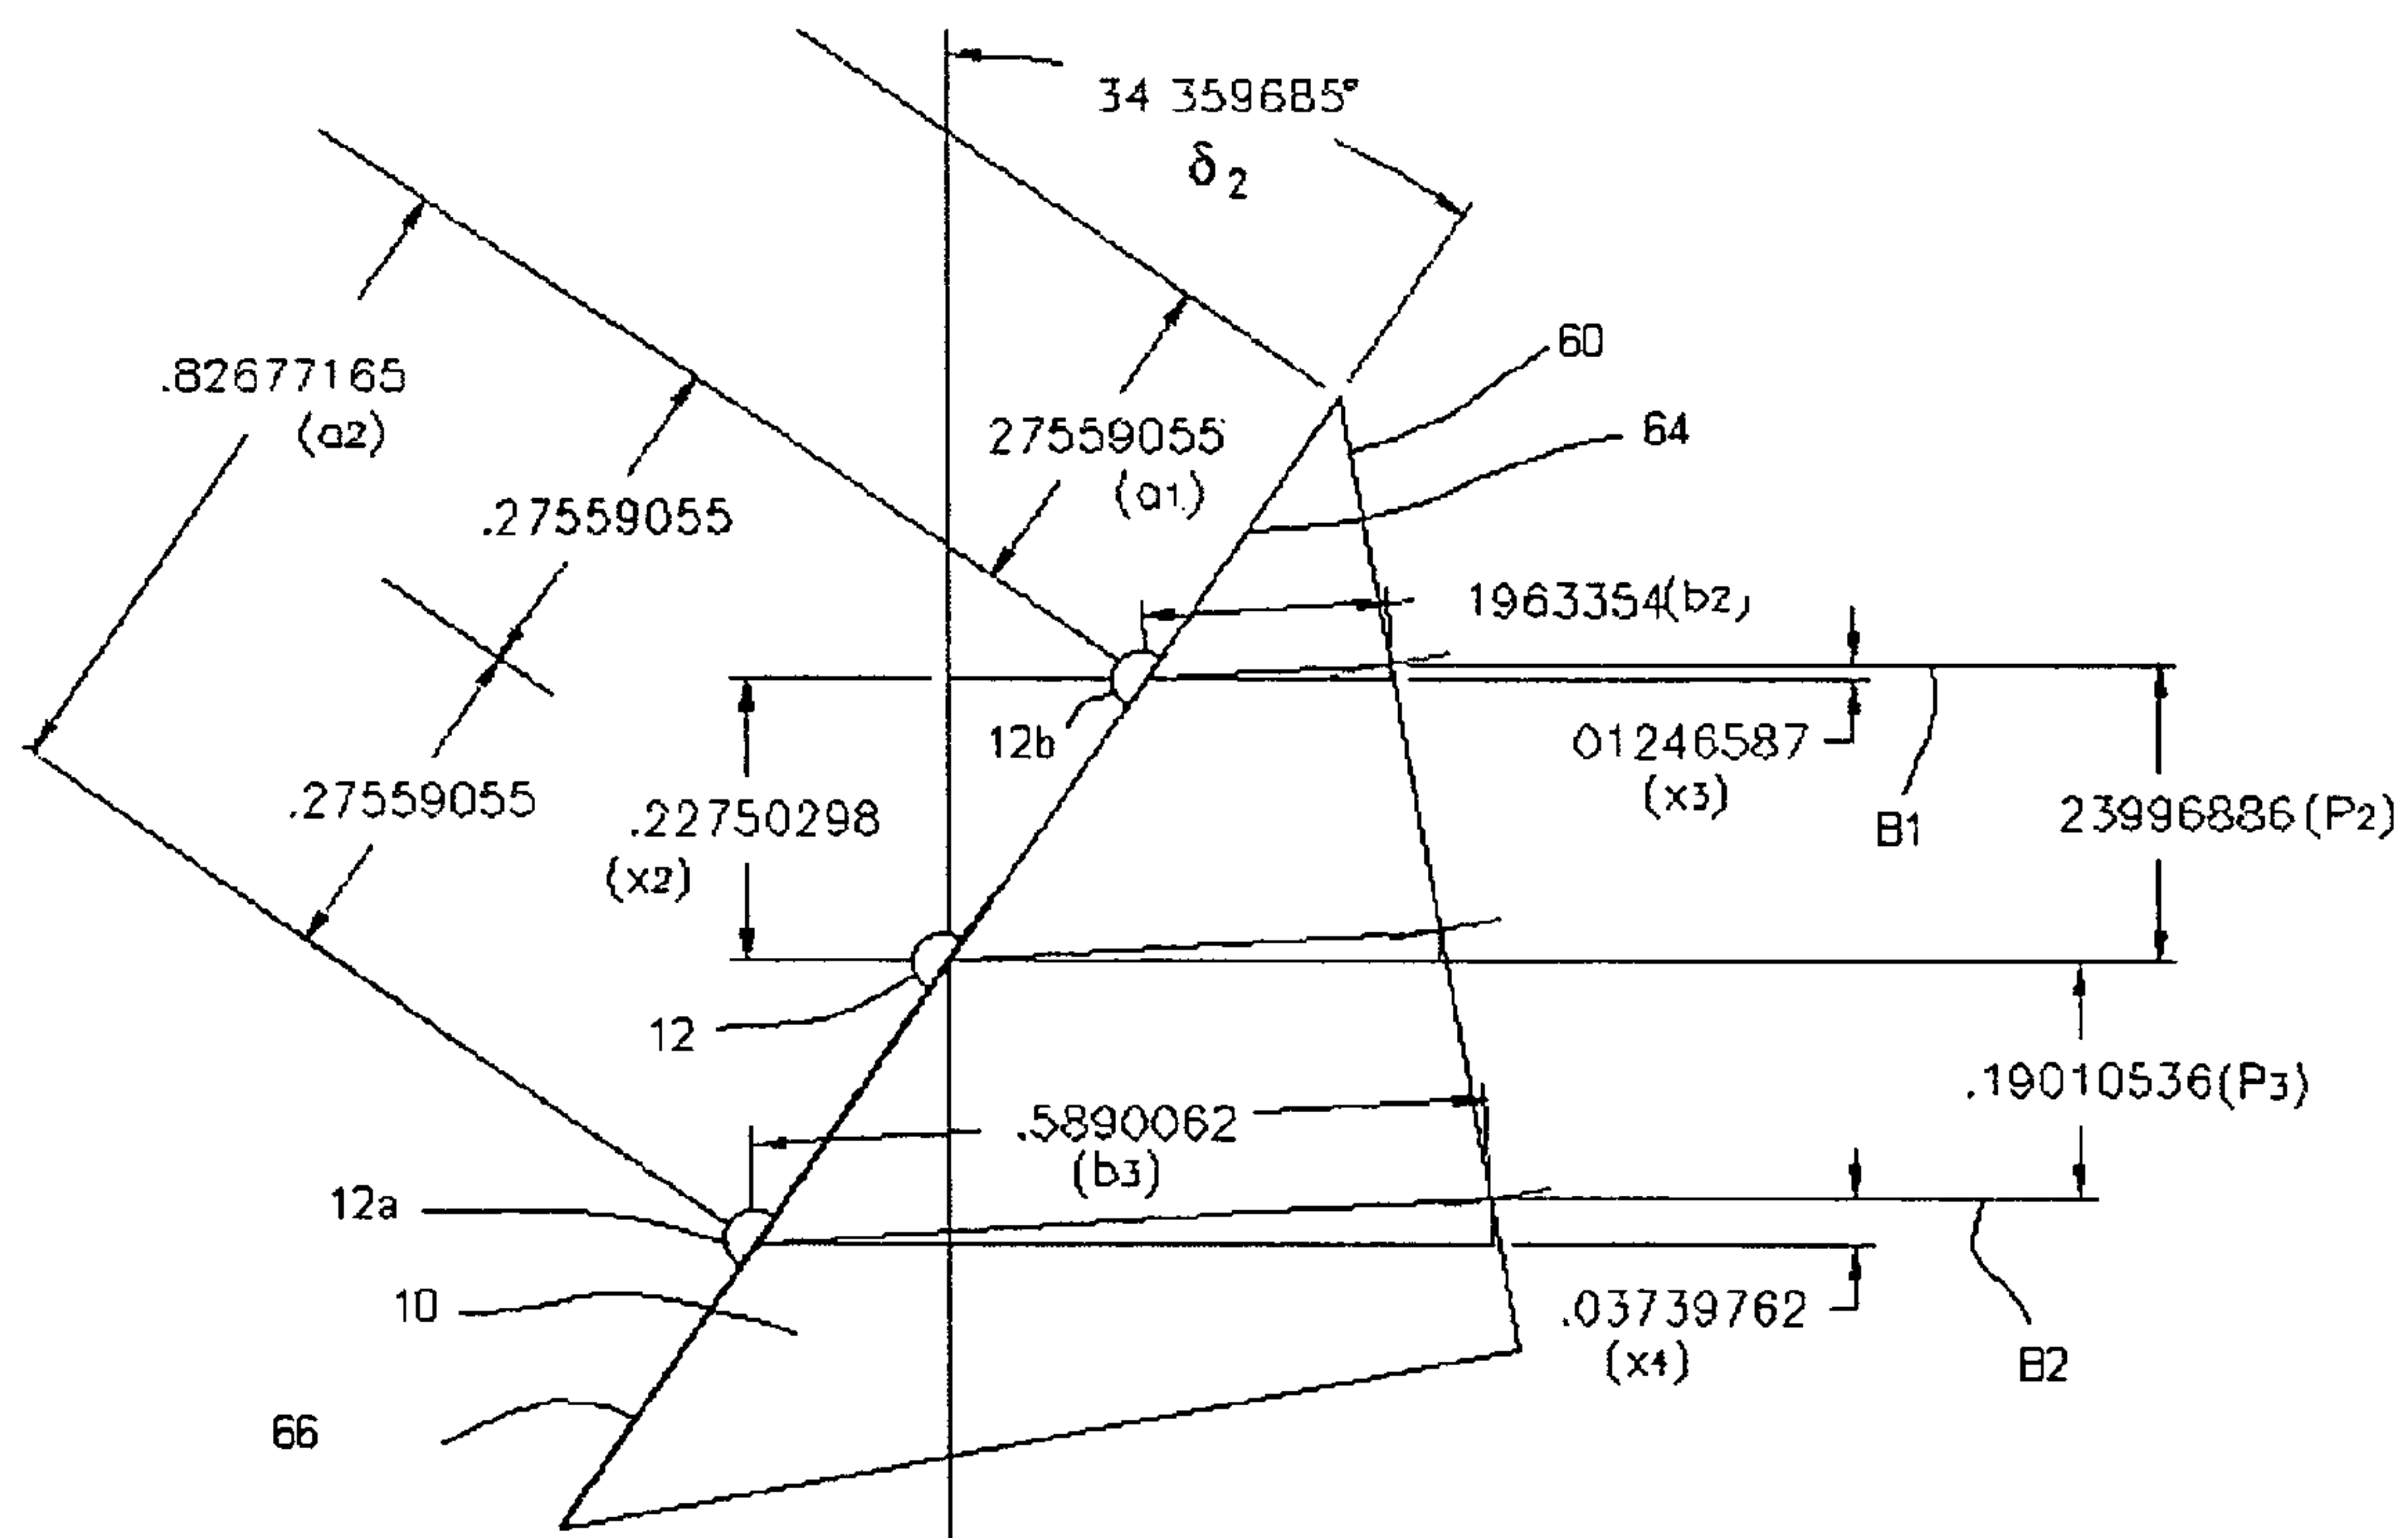 34 359685°
δ2
60
.82677165
(a2)
64
27559055
(a1)
.27559055
1963354(b2)
12b
01246587
(x3)
.27559055
.22750298
(x2)
B1
23996886(P2)
12
.5890062
(b3)
.19010536(P3)
12a
10
.03739762
(x4)
B2
66